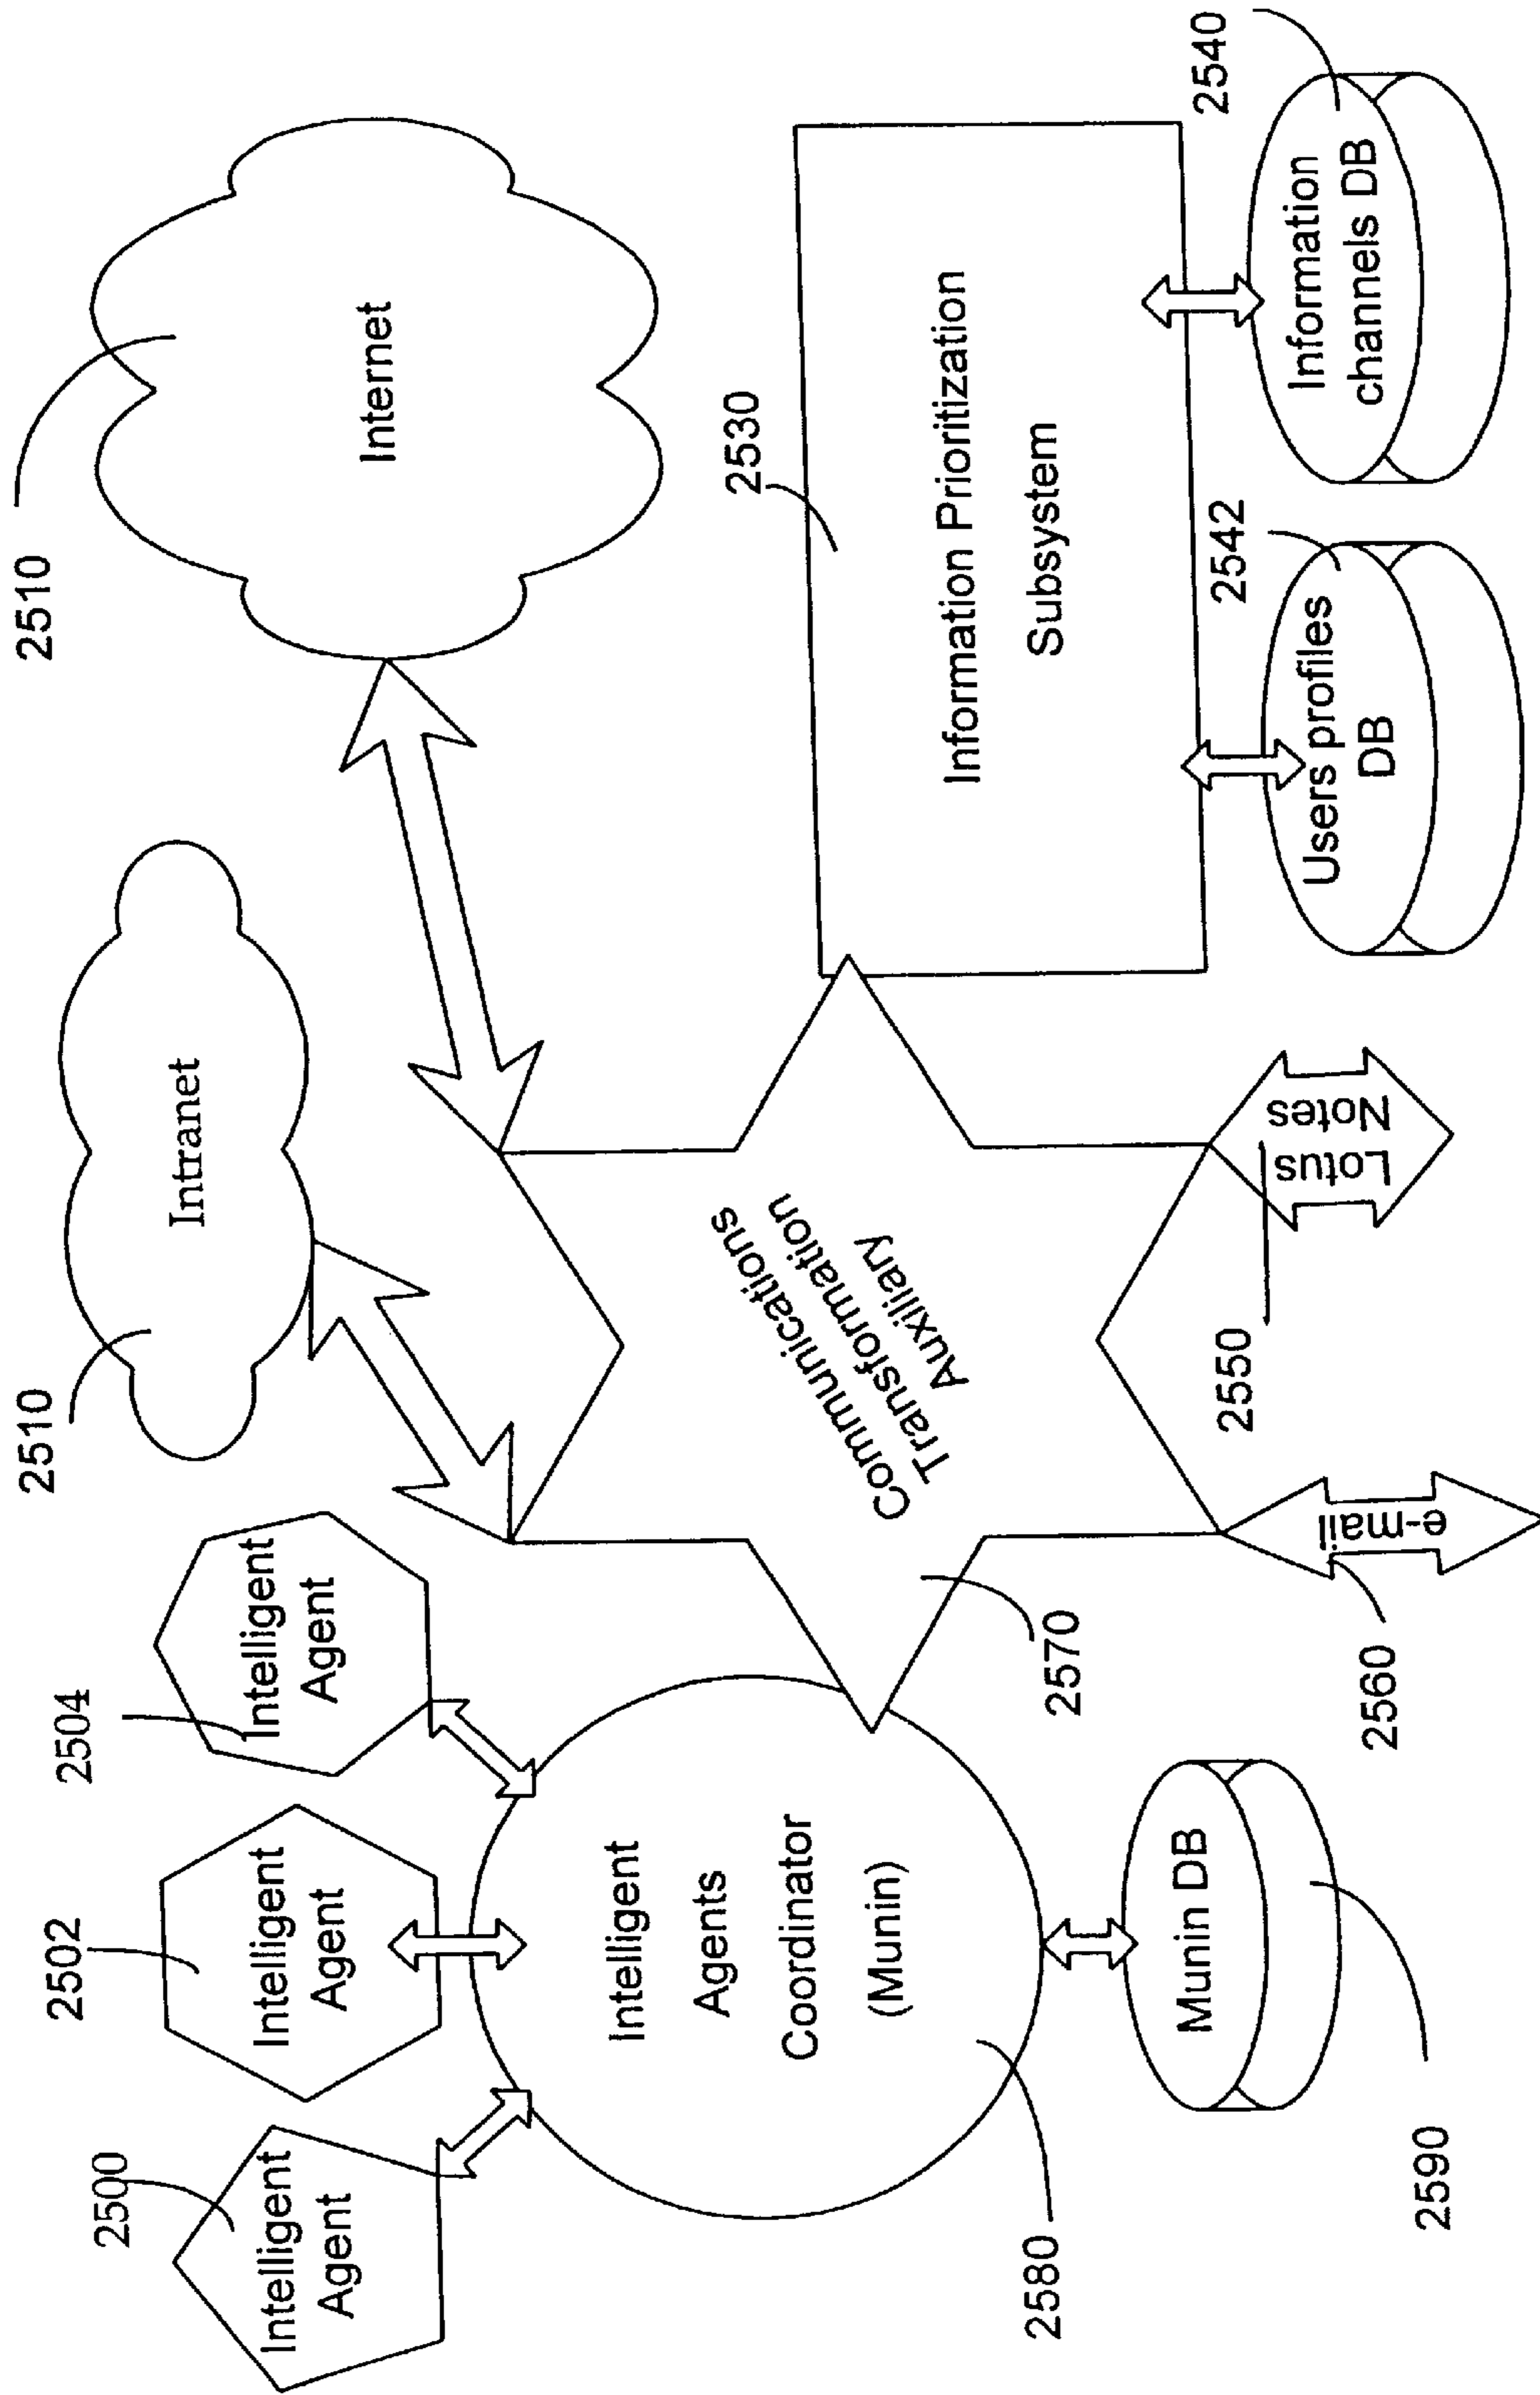 2500
Intelligent
Agent
2502
Intelligent
Agent
2504
Intelligent
Agent
2510
Intranet
2510
Internet
Intelligent
Agents
Coordinator
(Munin)
2580
Munin DB
2590
Communications
Transformation
Auxiliary
2570
e-mail
2560
Lotus
Notes
2550
2530
Information Prioritization
Subsystem
Users profiles
DB
2542
Information
channels DB
2540